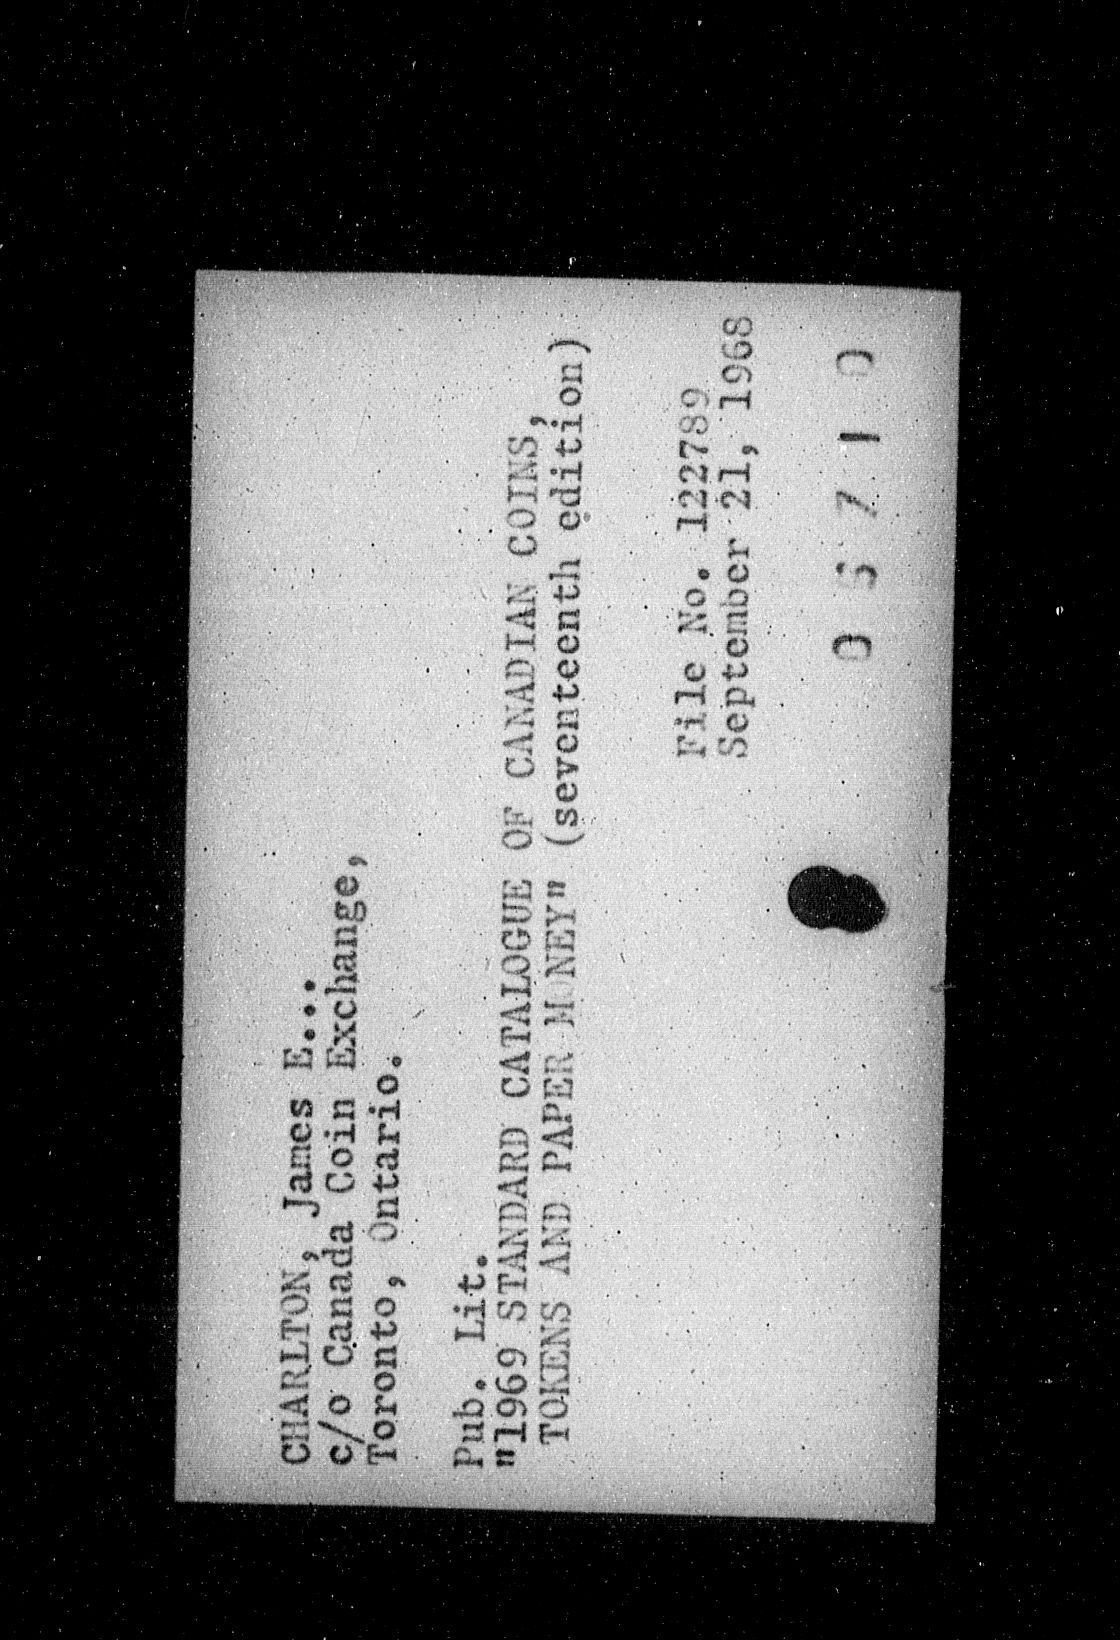 CHARLTON, James E...
c/o Canada Coin Exchange,
Toronto, Ontario.
Pub. Lit.
"1969 STANDARD CATALOGUE OF CANADIAN COINS,
TOKENS AND PAPER MONEY" (seventeenth edition)
File No. 122789
September 21, 1968